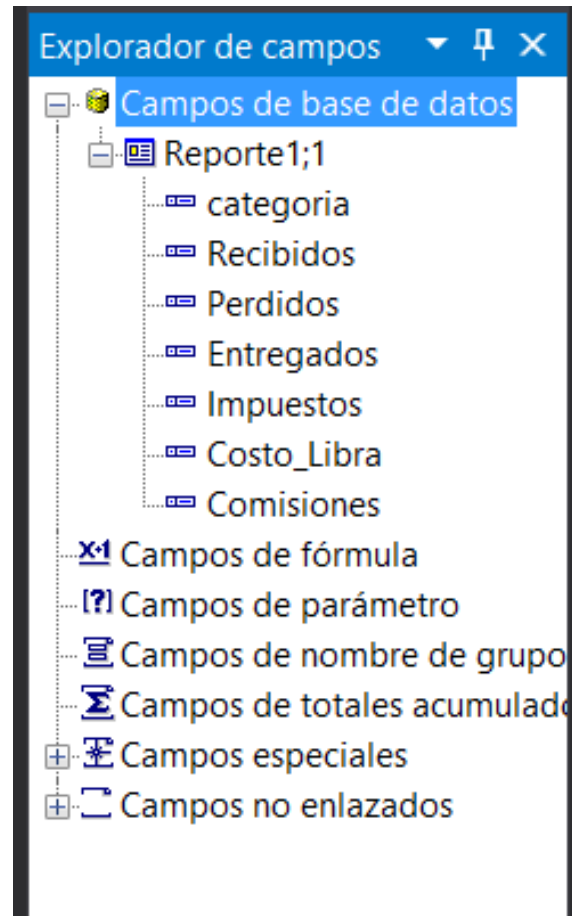 Explorador de campos
Campos de base de datos
Reporte1;1
categoria
Recibidos
Perdidos
Entregados
Impuestos
Costo_Libra
Comisiones
Campos de fórmula
Campos de parámetro
Campos de nombre de grupo
Campos de totales acumulado
Campos especiales
Campos no enlazados